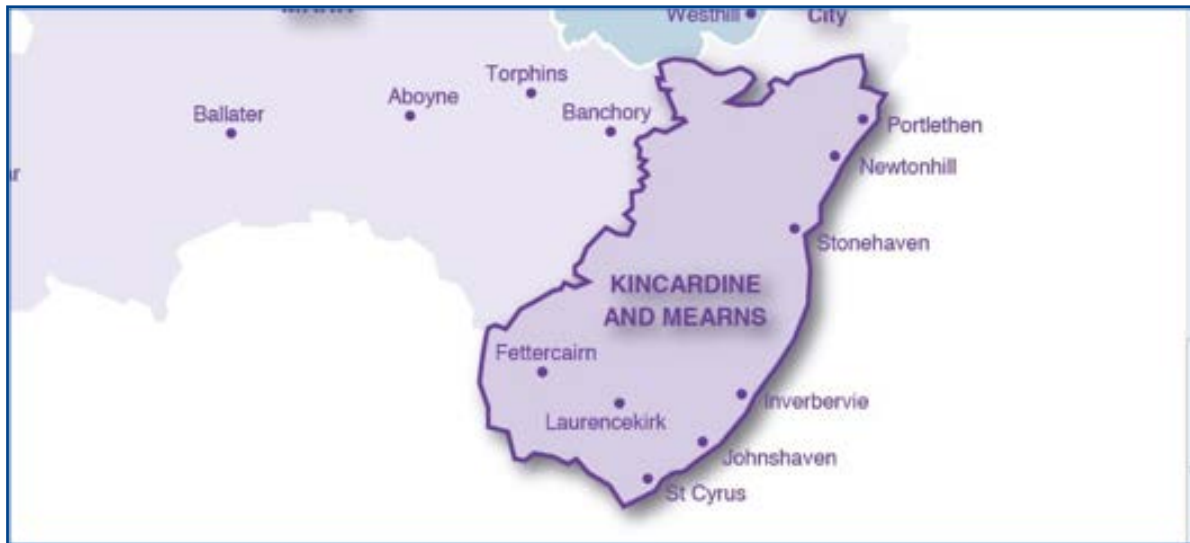 Westhill
City
Torphins
Aboyne
Banchory
Ballater
Portlethen
Newtonhill
Stonehaven
KINCARDINE
AND MEARNS
Fettercairn
Inverbervie
Laurencekirk
Johnshaven
St Cyrus